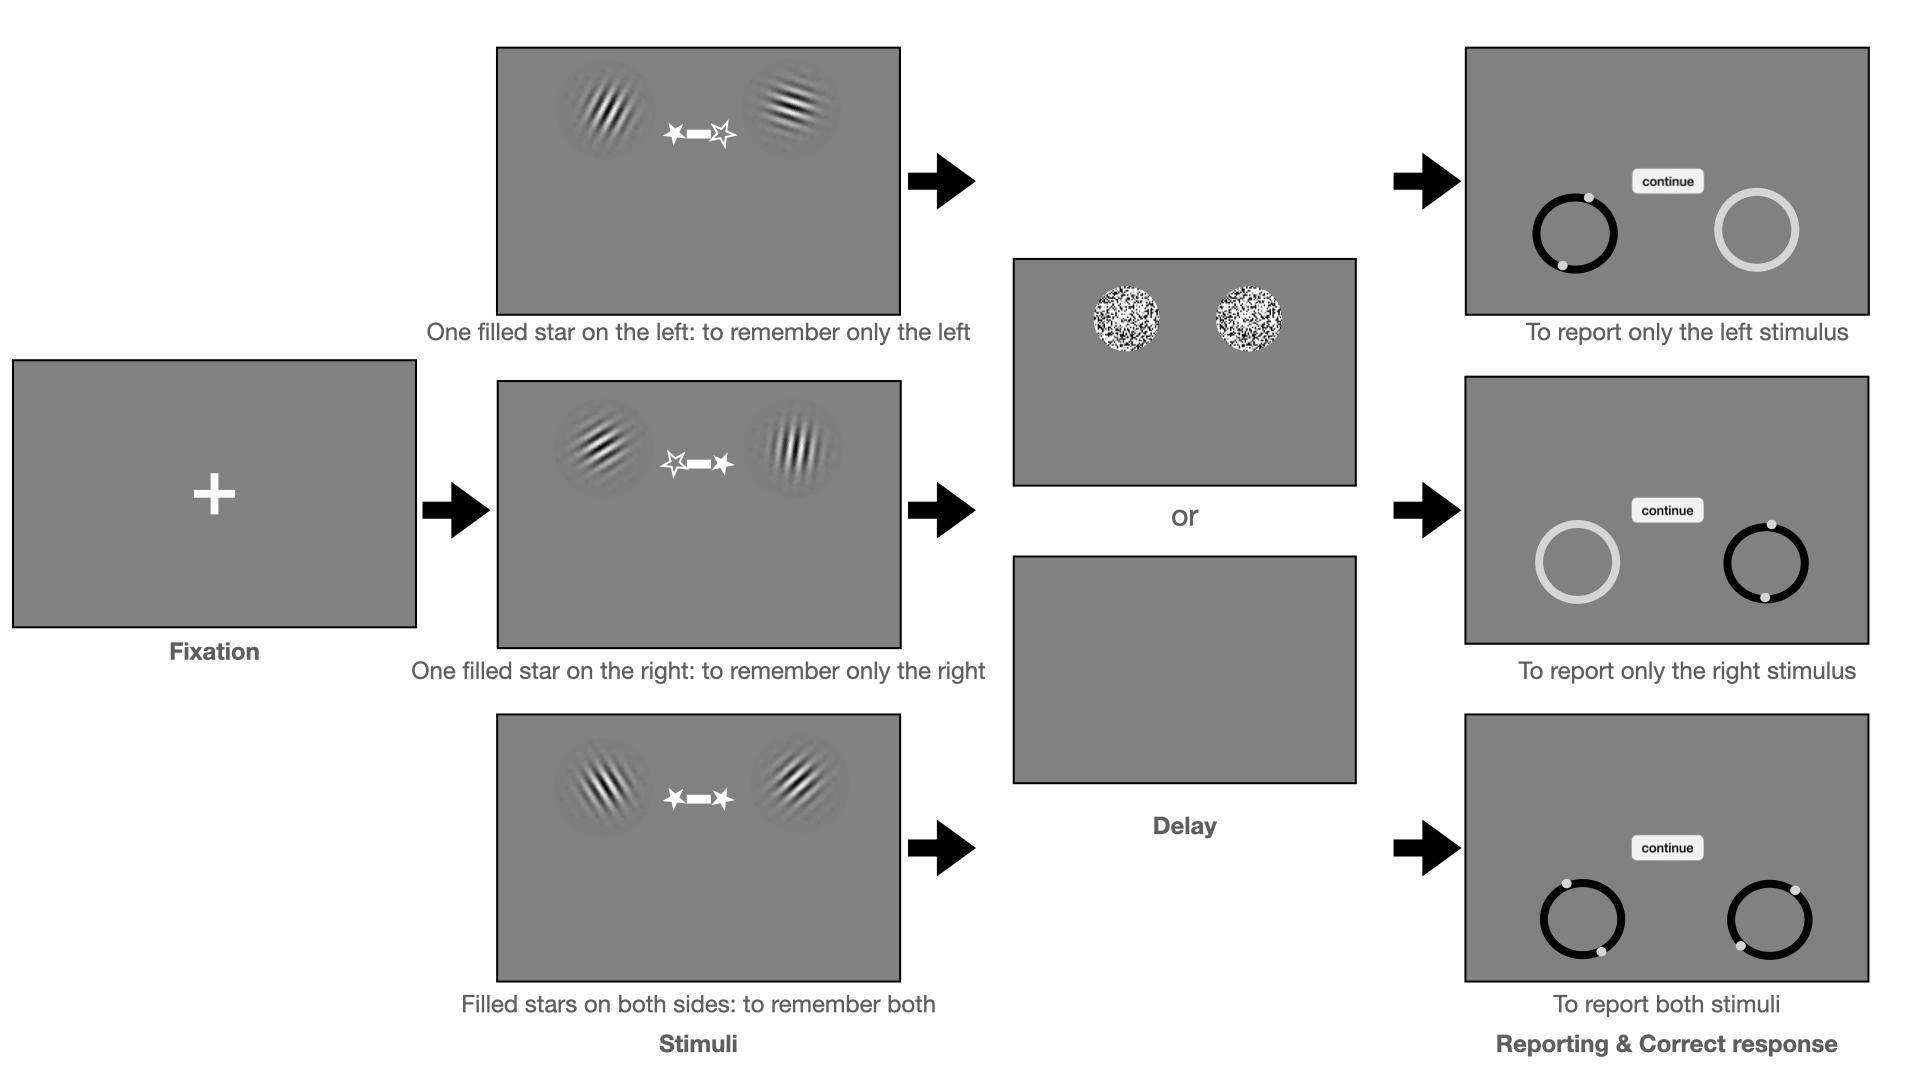 Fixation
One filled star on the left: to remember only the left
One filled star on the right: to remember only the right
Filled stars on both sides: to remember both
Stimuli
or
Delay
continue
To report only the left stimulus
continue
To report only the right stimulus
continue
To report both stimuli
Reporting & Correct response